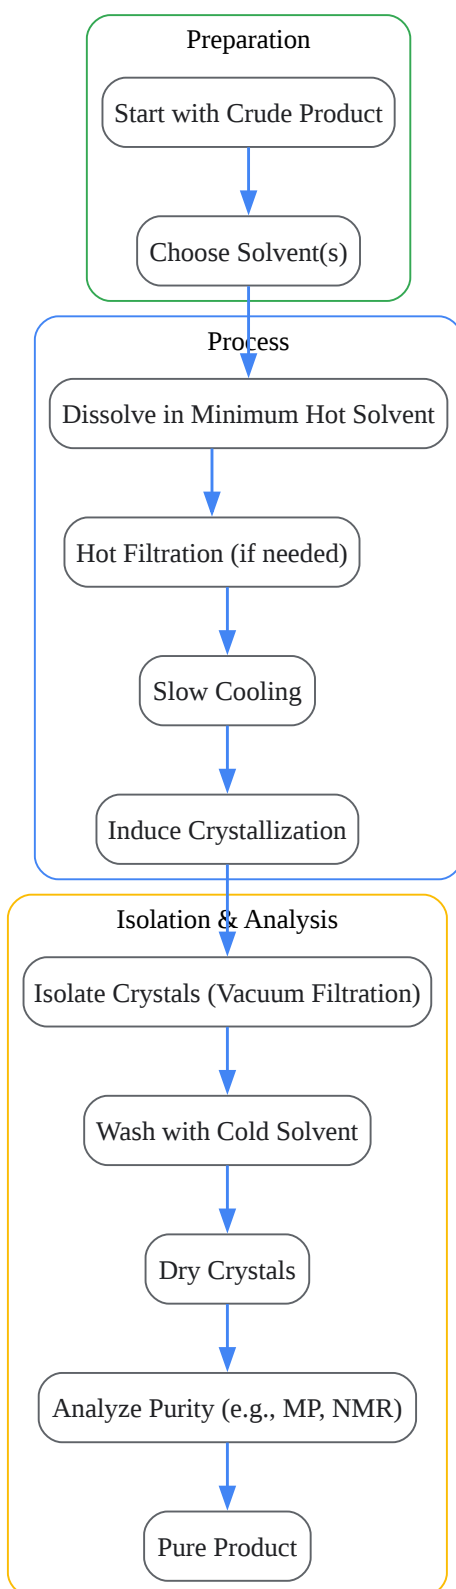 Preparation
Start with Crude Product
Choose Solvent(s)
Process
Dissolve in Minimum Hot Solvent
Hot Filtration (if needed)
Slow Cooling
Induce Crystallization
Isolation & Analysis
Isolate Crystals (Vacuum Filtration)
Wash with Cold Solvent
Dry Crystals
Analyze Purity (e.g., MP, NMR)
Pure Product